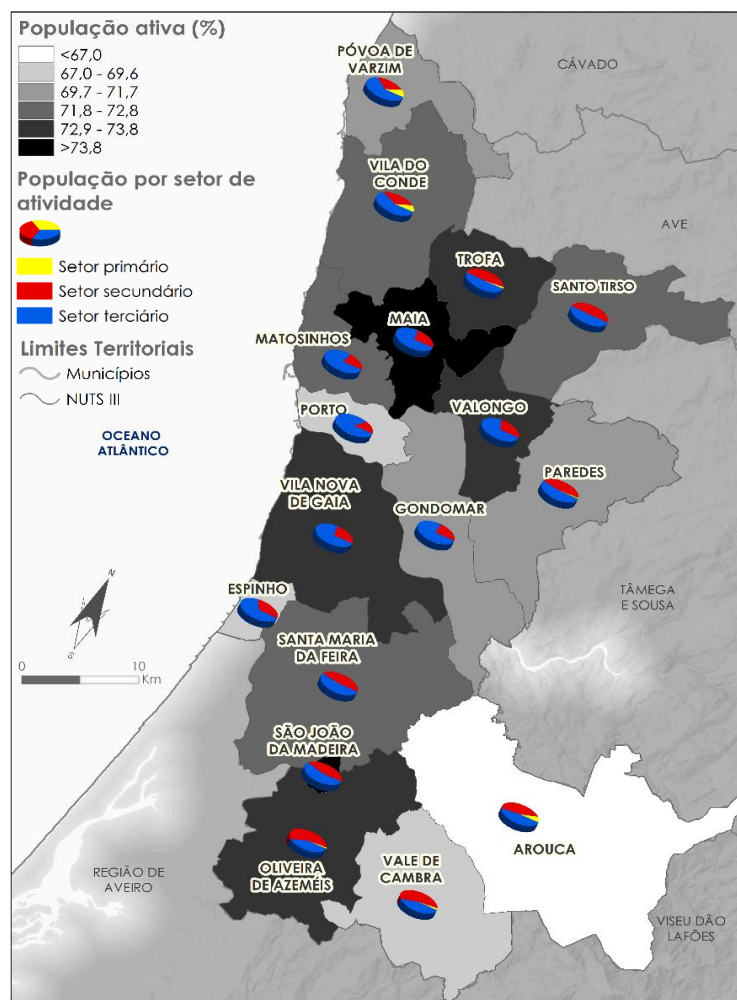 População ativa (%)
<67,0
67,0 - 69,6
69,7 - 71,7
71,8 - 72,8
72,9 - 73,8
>73,8
População por setor de
atividade
Setor primário
Setor secundário
Setor terciário
Limites Territoriais
Municípios
NUTS III
OCEANO
ATLÂNTICO
PÓVOA DE
VARZIM
CÁVADO
VILA DO
CONDE
AVE
TROFA
SANTO TIRSO
MAIA
MATOSINHOS
PORTO
VALONGO
PAREDES
VILA NOVA
DE GAIA
GONDOMAR
ESPINHO
TÂMEGA
E SOUSA
N
S
0
10
Km
SANTA MARIA
DA FEIRA
SÃO JOÃO
DA MADEIRA
AROUCA
REGIÃO DE
AVEIRO
OLIVEIRA
DE AZEMÉIS
VALE DE
CAMBRA
VISEU DÃO
LAFÕES